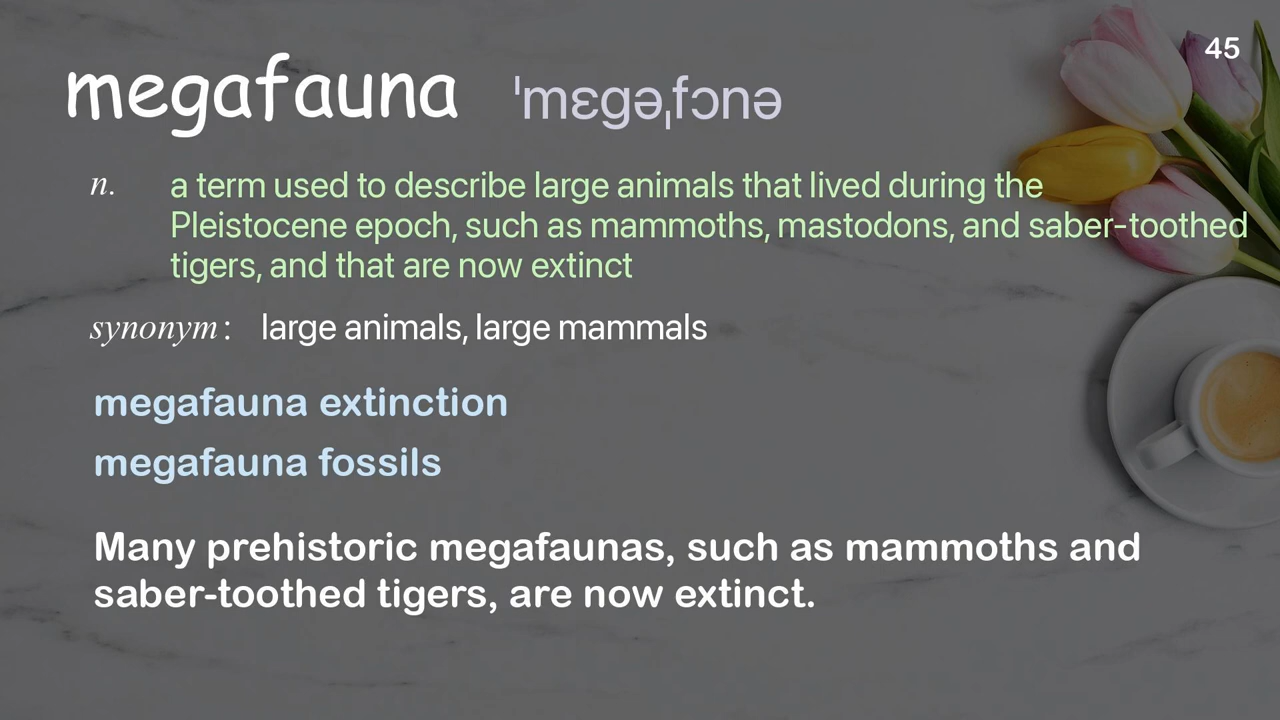 45
megafauna ˈmɛgəˌfɔnə
n. a term used to describe large animals that lived during the
Pleistocene epoch, such as mammoths, mastodons, and saber-toothed
tigers, and that are now extinct
synonym: large animals, large mammals
megafauna extinction
megafauna fossils
Many prehistoric megafaunas, such as mammoths and
saber-toothed tigers, are now extinct.